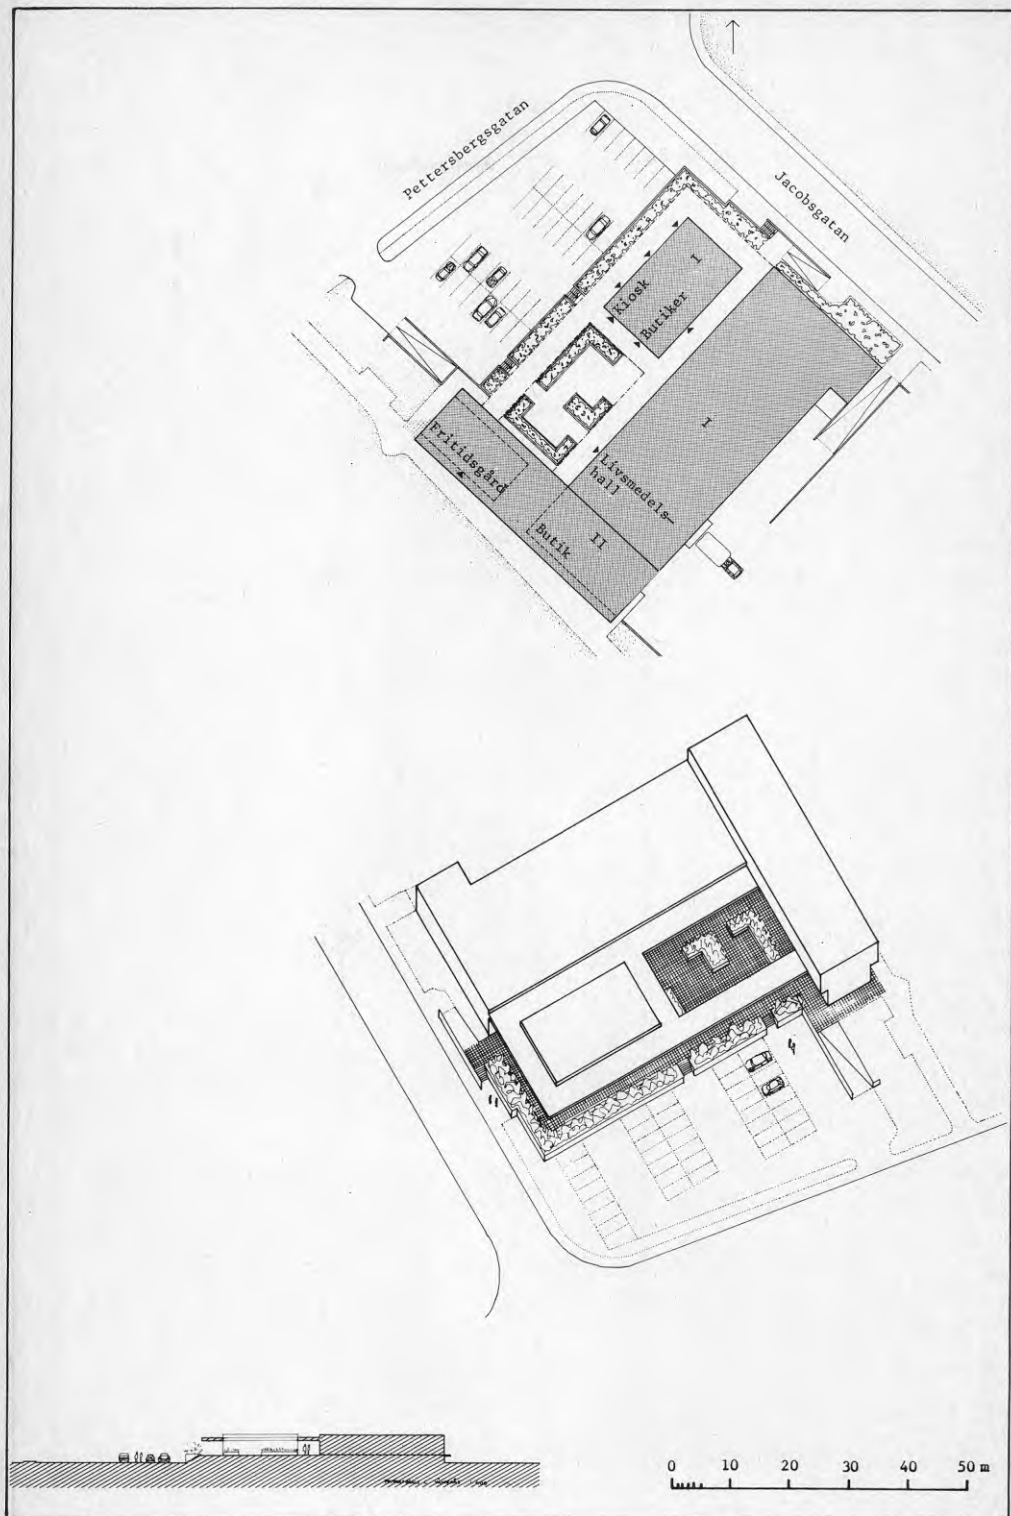 Pettersbergsgatan
Jacobsgatan
I
Kiosk
Butiker
I
Fritidsgård
Livsmedels-
hall
II
Butik
0 10 20 30 40 50 m